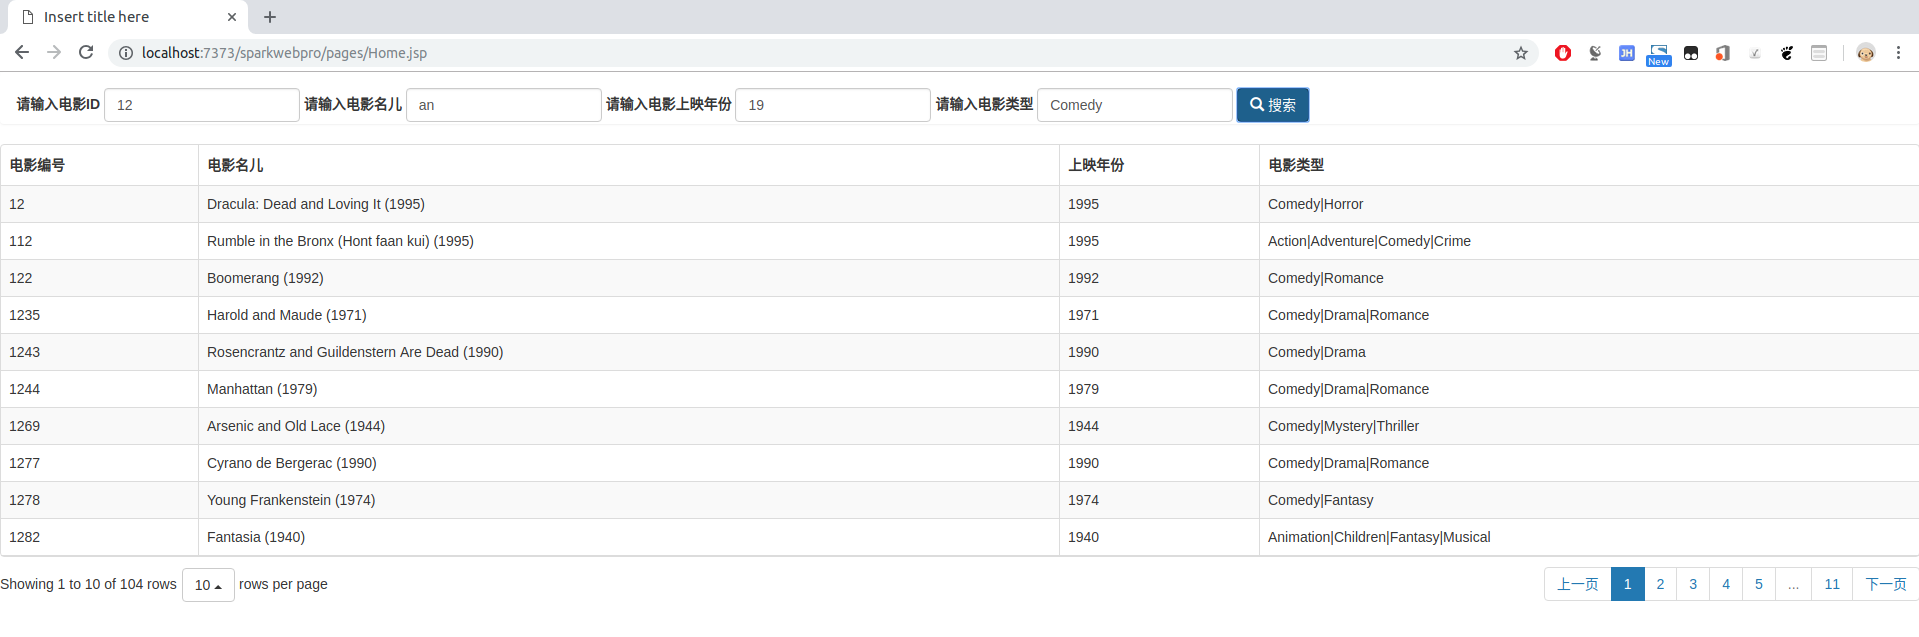 Insert title here
localhost:7373/sparkwebpro/pages/Home.jsp
JH
New
请输入电影ID 12 请输入电影名儿 an 请输入电影上映年份 19 请输入电影类型 Comedy 搜索
电影编号 电影名儿 上映年份 电影类型
12 Dracula: Dead and Loving It (1995) 1995 Comedy|Horror
112 Rumble in the Bronx (Hont faan kui) (1995) 1995 Action|Adventure|Comedy|Crime
122 Boomerang (1992) 1992 Comedy|Romance
1235 Harold and Maude (1971) 1971 Comedy|Drama|Romance
1243 Rosencrantz and Guildenstern Are Dead (1990) 1990 Comedy|Drama
1244 Manhattan (1979) 1979 Comedy|Drama|Romance
1269 Arsenic and Old Lace (1944) 1944 Comedy|Mystery|Thriller
1277 Cyrano de Bergerac (1990) 1990 Comedy|Drama|Romance
1278 Young Frankenstein (1974) 1974 Comedy|Fantasy
1282 Fantasia (1940) 1940 Animation|Children|Fantasy|Musical
Showing 1 to 10 of 104 rows 10 rows per page 上一页 1 2 3 4 5 ... 11 下一页